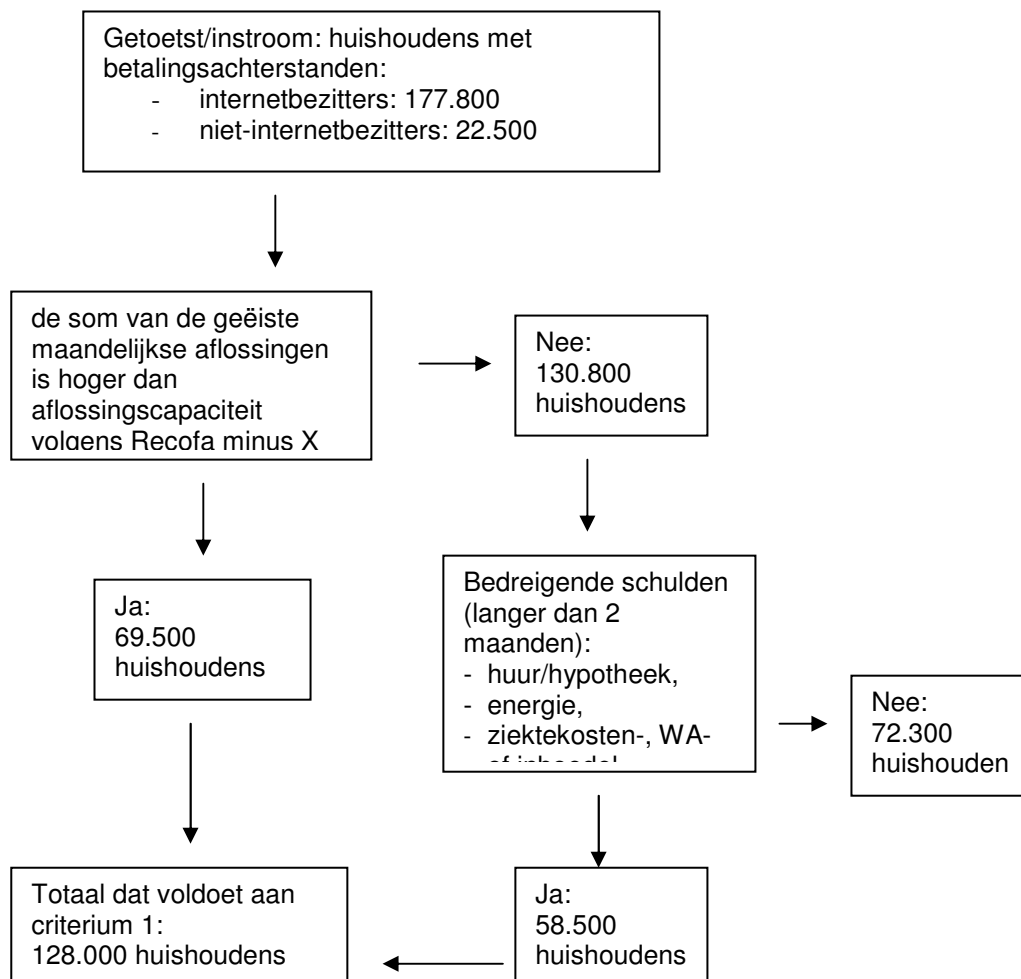 Getoetst/instroom: huishoudens met
betalingsachterstanden:
- internetbezitters: 177.800
- niet-internetbezitters: 22.500
de som van de geëiste
maandelijkse aflossingen
is hoger dan
aflossingscapaciteit
volgens Recofa minus X
Nee:
130.800
huishoudens
Ja:
69.500
huishoudens
Bedreigende schulden
(langer dan 2
maanden):
- huur/hypotheek,
- energie,
- ziektekosten-, WA-
Nee:
72.300
huishouden
Totaal dat voldoet aan
criterium 1:
128.000 huishoudens
Ja:
58.500
huishoudens